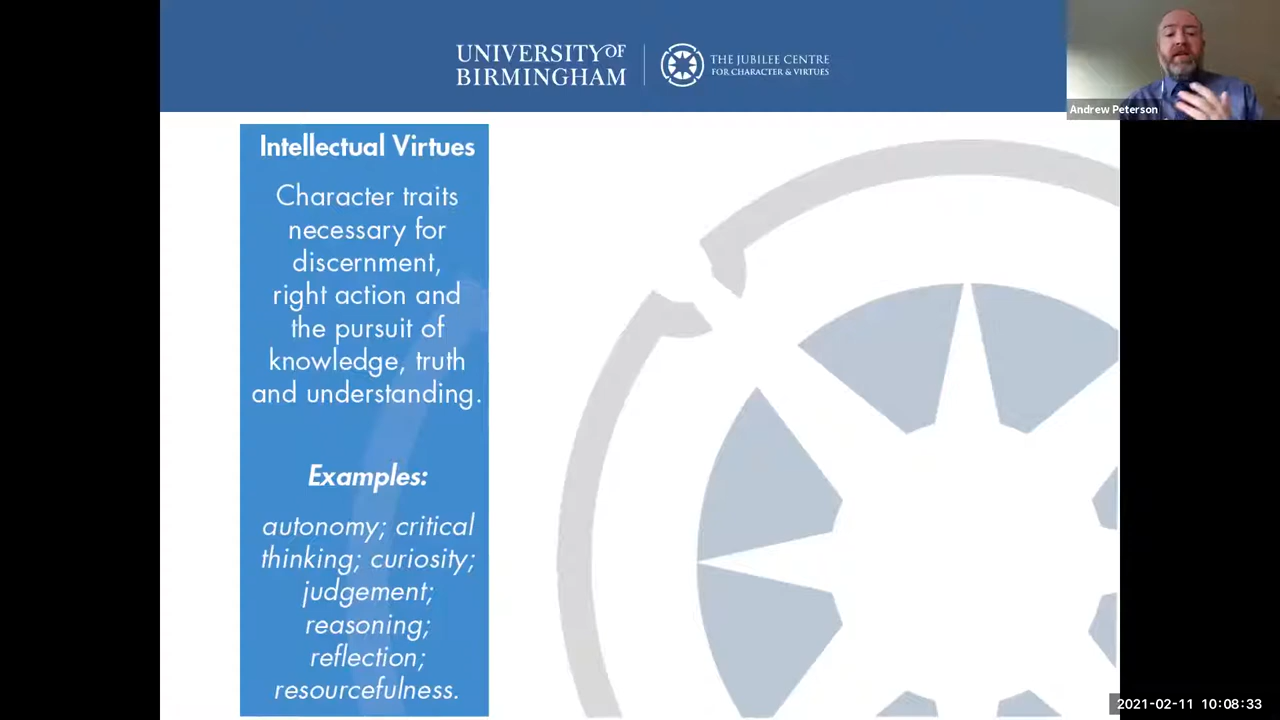 UNIVERSITY OF
BIRMINGHAM
THE JUBILEE CENTRE
FOR CHARACTER & VIRTUES
Andrew Peterson
Intellectual Virtues
Character traits
necessary for
discernment,
right action and
the pursuit of
knowledge, truth
and understanding.
Examples:
autonomy; critical
thinking; curiosity;
judgement;
reasoning;
reflection;
resourcefulness.
2021-02-11 10:08:33